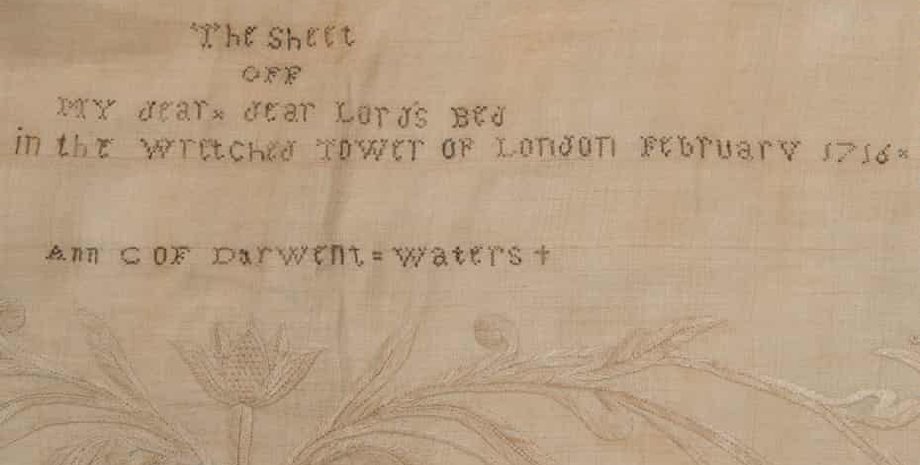 The sheet
OFF
MY dear x dear Lord's Bed
in the wretched Tower OF London February 1716 x
Ann C OF Darwent = Waters +